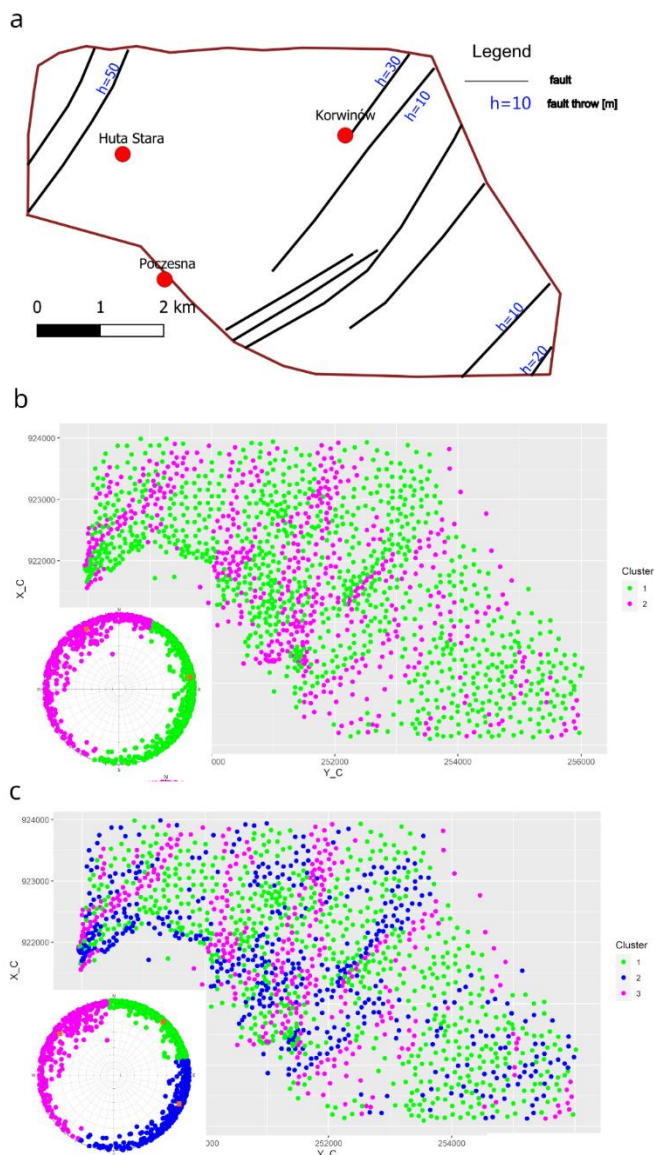 a
Legend
fault
h=10 fault throw [m]
h=50
h=30
h=10
Korwinów
Huta Stara
Poczesna
0 1 2 km
h=10
h=20
b
924000
923000
922000
X_C
Cluster
1
2
N
000 252000 254000 256000
Y_C
N
c
924000
923000
922000
X_C
Cluster
1
2
3
N
000 252000 254000
Y_C